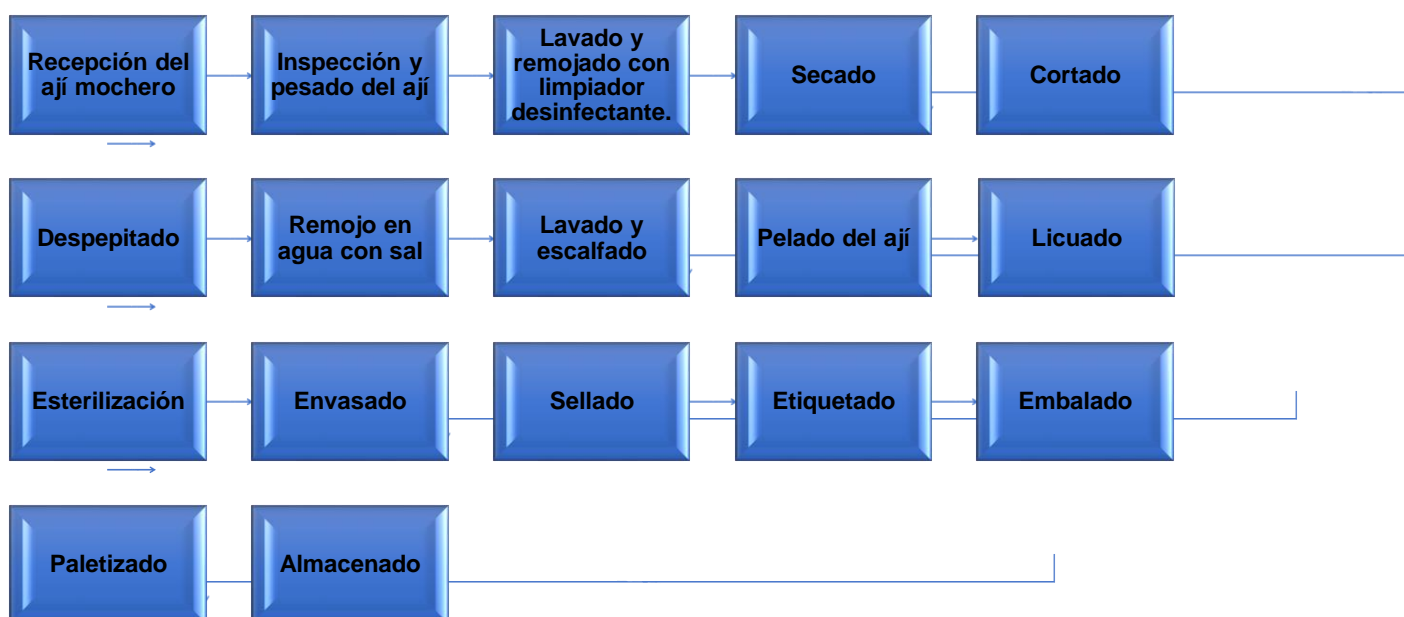 Recepción del
ají mochero
Inspección y
pesado del ají
Lavado y
remojado con
limpiador
desinfectante.
Secado
Cortado
Despepitado
Remojo en
agua con sal
Lavado y
escalfado
Pelado del ají
Licuado
Esterilización
Envasado
Sellado
Etiquetado
Embalado
Paletizado
Almacenado